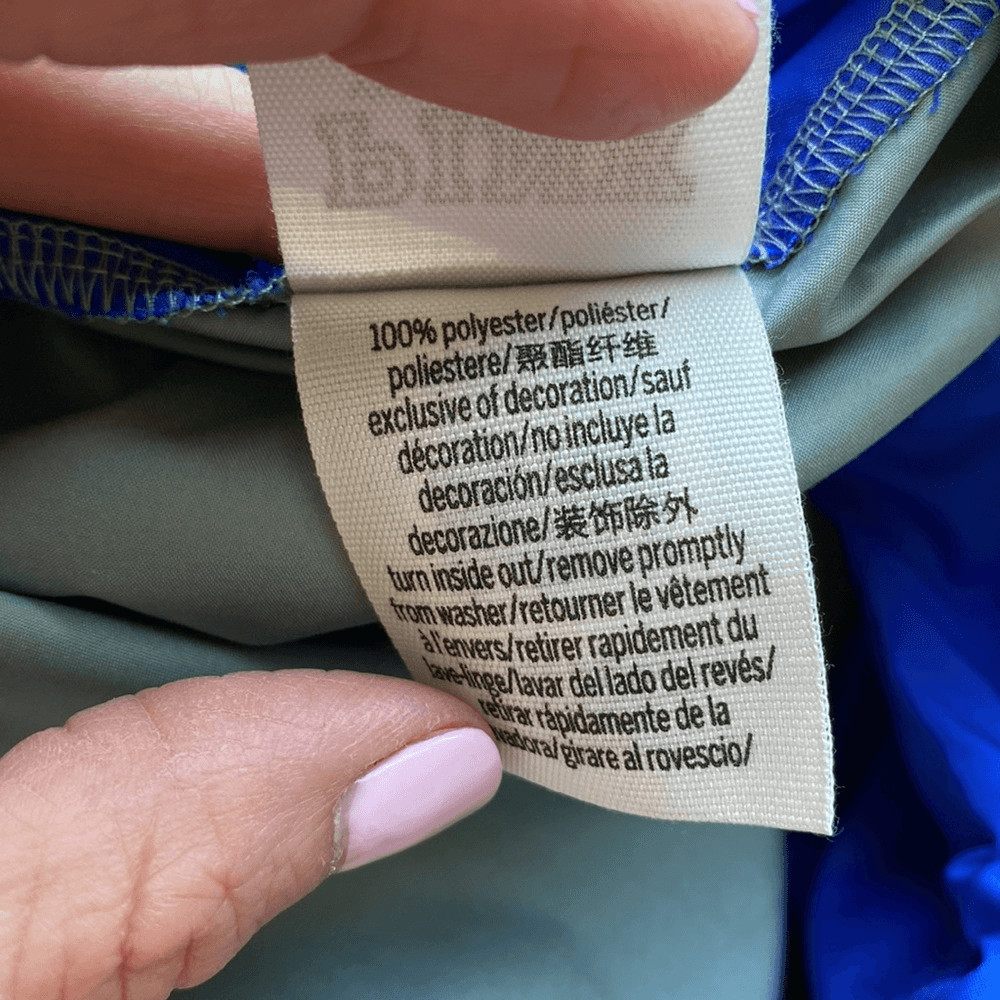 100% polyester/poliéster/
poliestere/聚酯纤维
exclusive of decoration/sauf
décoration/no incluye la
decoración/esclusa la
decorazione/装饰除外
turn inside out/remove promptly
from washer/retourner le vêtement
à l'envers/retirer rapidement du
lave-linge/lavar del lado del revés/
retirar rápidamente de la
girare al rovescio/